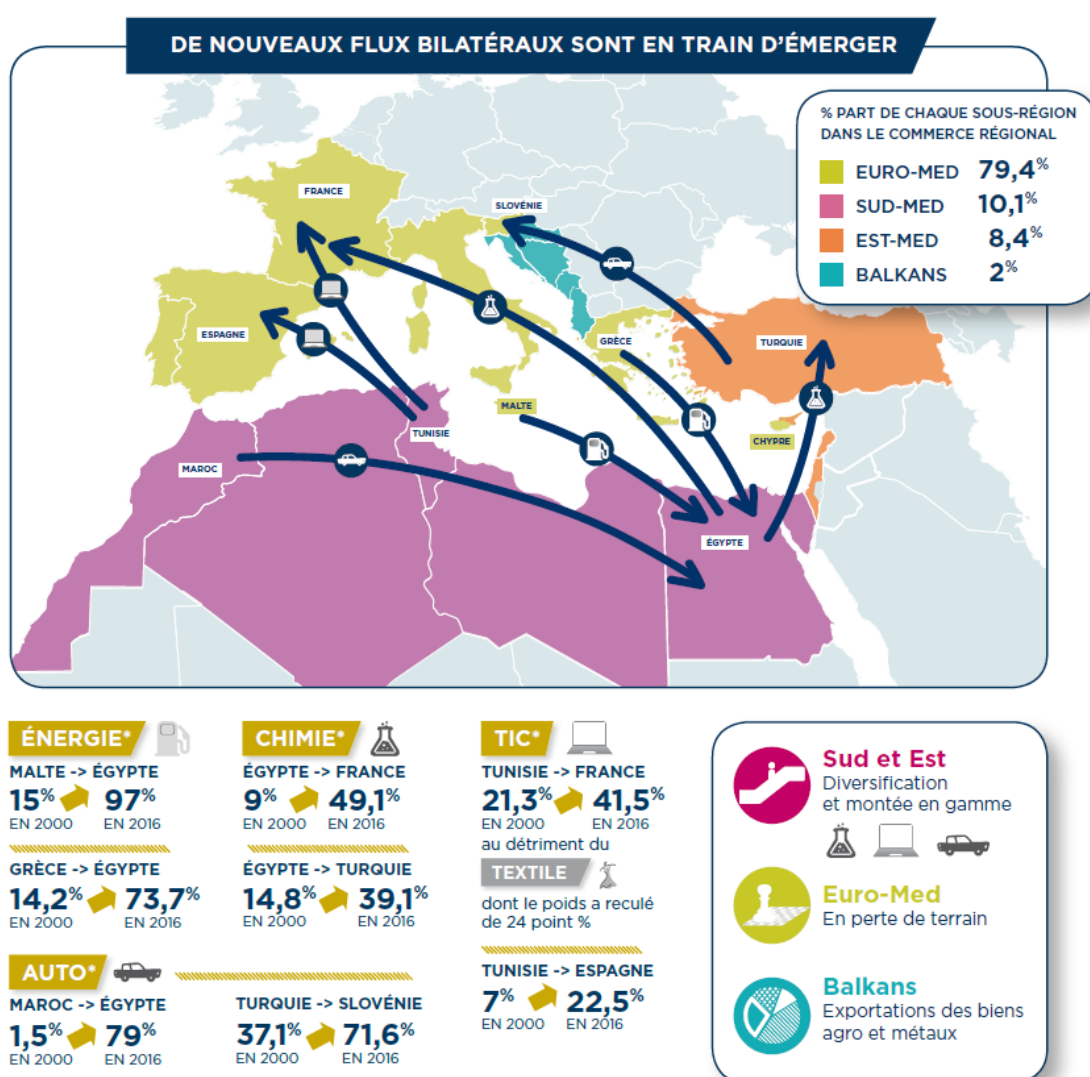 DE NOUVEAUX FLUX BILATÉRAUX SONT EN TRAIN D'ÉMERGER
% PART DE CHAQUE SOUS-RÉGION
DANS LE COMMERCE RÉGIONAL
EURO-MED 79,4%
SUD-MED 10,1%
EST-MED 8,4%
BALKANS 2%
FRANCE
SLOVÉNIE
ESPAGNE
GRÈCE
TURQUIE
MALTE
TUNISIE
CHYPRE
MAROC
ÉGYPTE
ÉNERGIE*
MALTE -> ÉGYPTE
15% 97%
EN 2000 EN 2016
GRÈCE -> ÉGYPTE
14,2% 73,7%
EN 2000 EN 2016
CHIMIE*
ÉGYPTE -> FRANCE
9% 49,1%
EN 2000 EN 2016
ÉGYPTE -> TURQUIE
14,8% 39,1%
EN 2000 EN 2016
TIC*
TUNISIE -> FRANCE
21,3% 41,5%
EN 2000 EN 2016
au détriment du
TEXTILE
dont le poids a reculé
de 24 point %
TUNISIE -> ESPAGNE
7% 22,5%
EN 2000 EN 2016
AUTO*
MAROC -> ÉGYPTE
1,5% 79%
EN 2000 EN 2016
TURQUIE -> SLOVÉNIE
37,1% 71,6%
EN 2000 EN 2016
Sud et Est
Diversification
et montée en gamme
Euro-Med
En perte de terrain
Balkans
Exportations des biens
agro et métaux